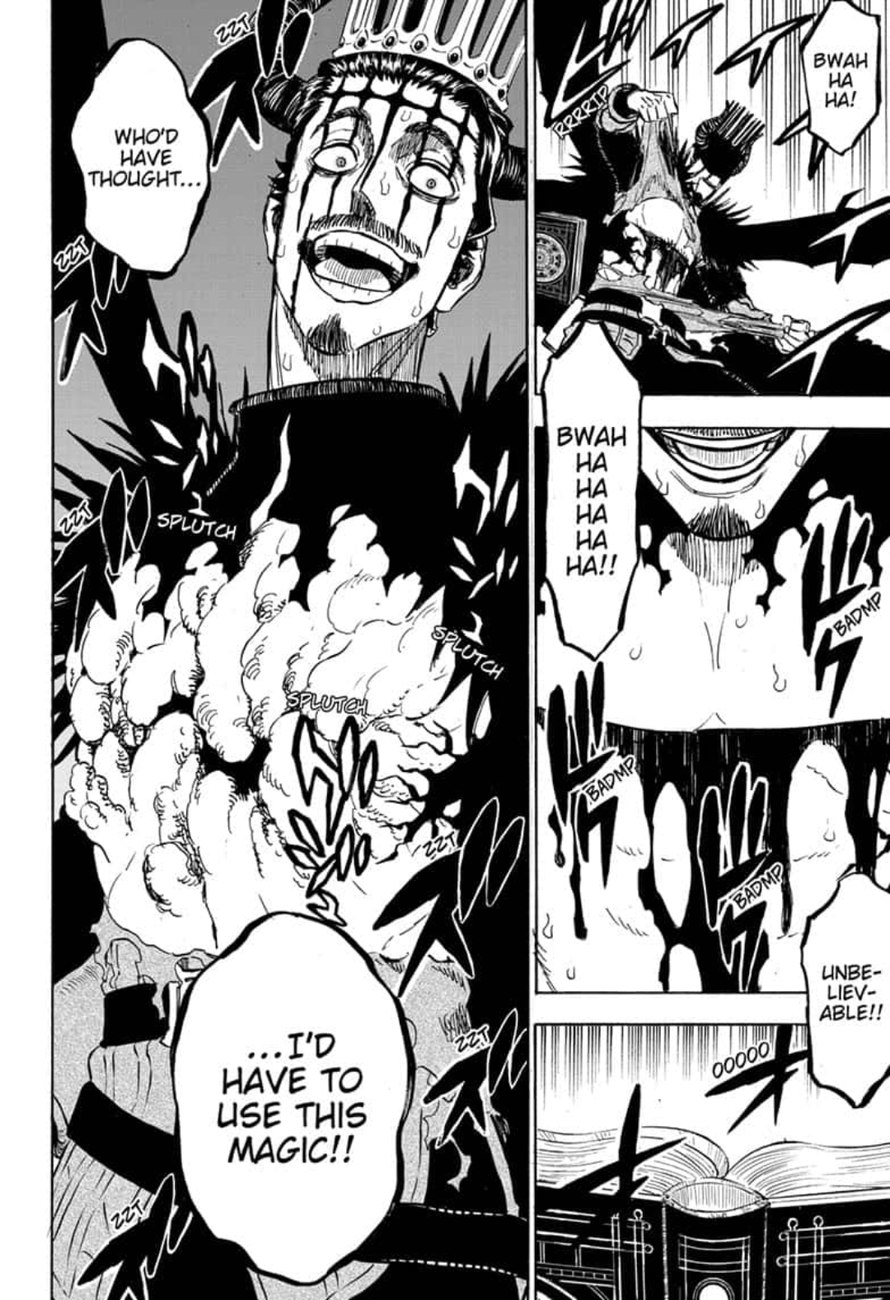 BWAH
HA
HA!
RRRRIP
BWAH
HA
HA
HA
HA
HA!!
BADMP
BADMP
BADMP
UNBE-
LIEV-
ABLE!!
OOOOO
ZZT
WHO'D
HAVE
THOUGHT...
ZZT
ZZT
SPLUTCH
SPLUTCH
SPLUTCH
ZZT
...I'D
HAVE TO
USE THIS
MAGIC!!
ZZT
ZZT